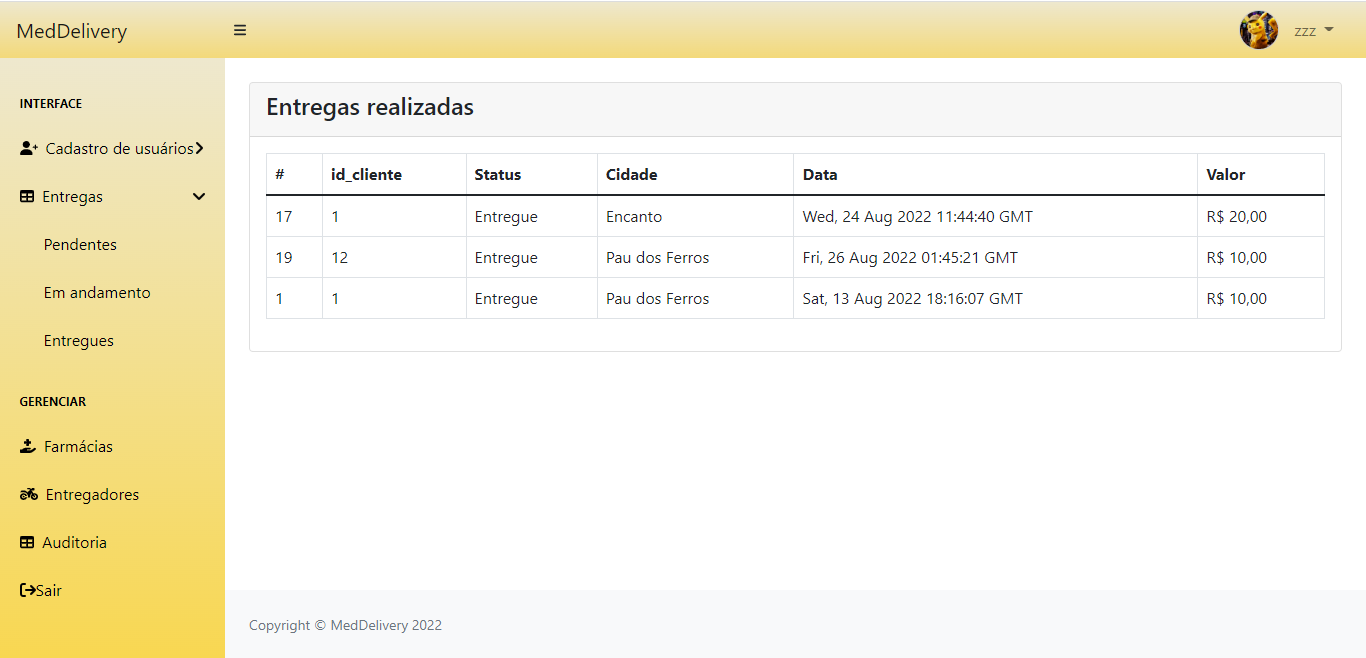 MedDelivery
zzz
INTERFACE
Cadastro de usuários
Entregas
Pendentes
Em andamento
Entregues
GERENCIAR
Farmácias
Entregadores
Auditoria
Sair
Entregas realizadas
# id_cliente Status Cidade Data Valor
17 1 Entregue Encanto Wed, 24 Aug 2022 11:44:40 GMT R$ 20,00
19 12 Entregue Pau dos Ferros Fri, 26 Aug 2022 01:45:21 GMT R$ 10,00
1 1 Entregue Pau dos Ferros Sat, 13 Aug 2022 18:16:07 GMT R$ 10,00
Copyright © MedDelivery 2022